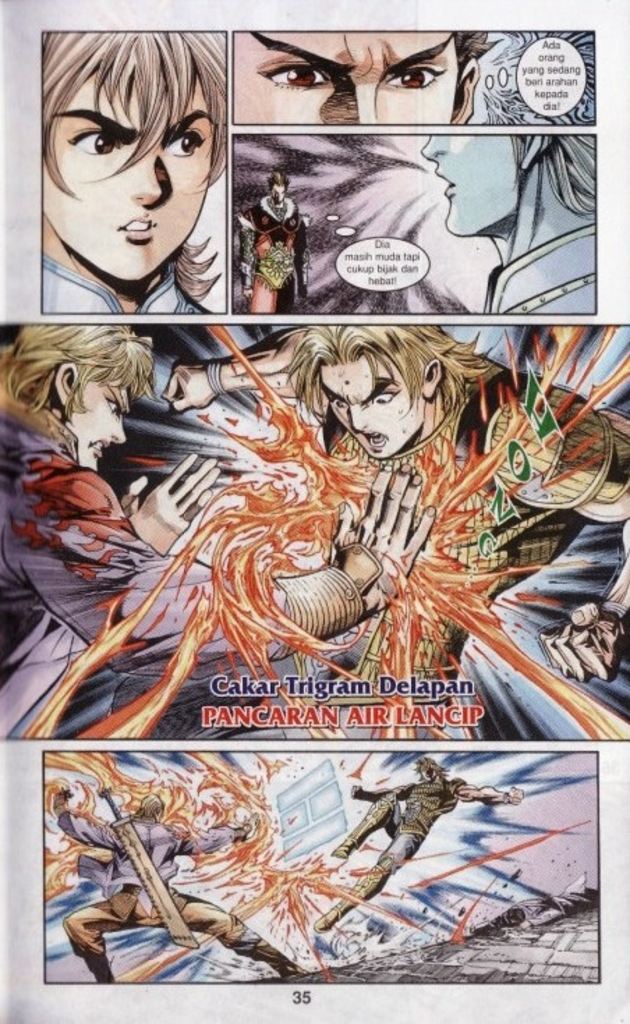 Ada
orang
yang sedang
beri arahan
kepada
dia!
Dia
masih muda tapi
cukup bijak dan
hebat!
Cakar Trigram Delapan
PANCARAN AIR LANCIP
35